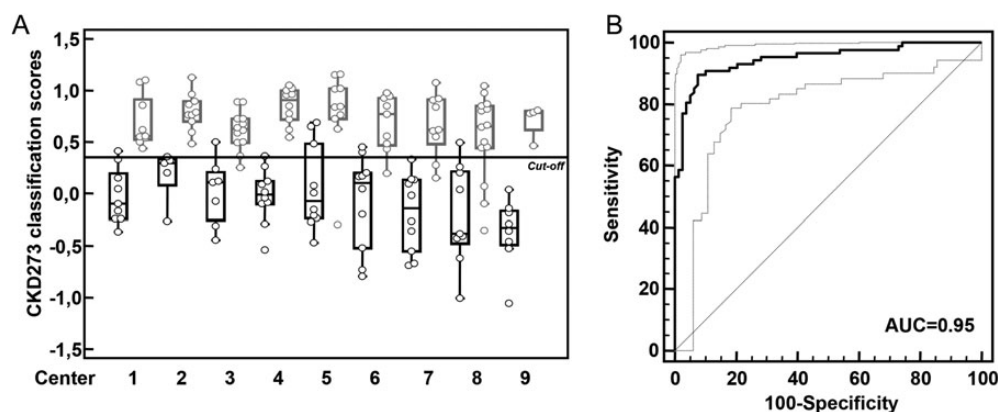 A
CKD273 classification scores
1,5
1,0
0,5
0,0
-0,5
-1,0
-1,5
Cut-off
Center 1 2 3 4 5 6 7 8 9
B
Sensitivity
100
80
60
40
20
0
AUC=0.95
0 20 40 60 80 100
100-Specificity